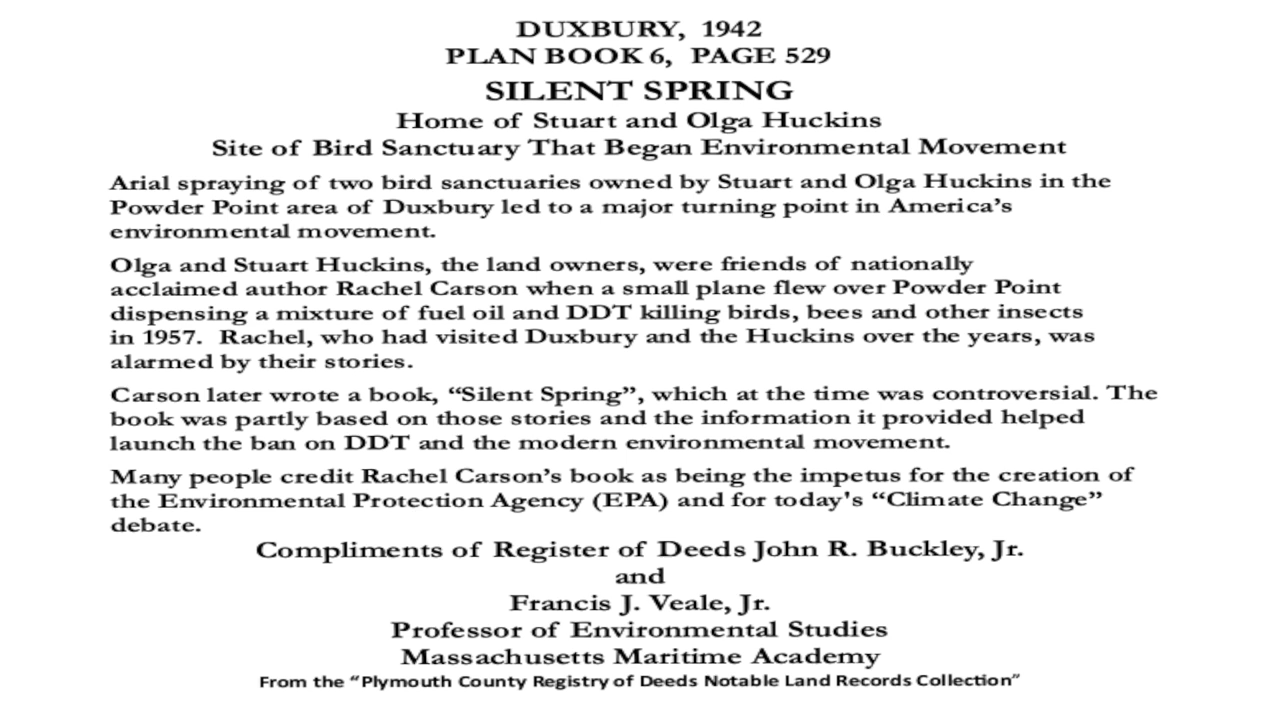 DUXBURY, 1942
PLAN BOOK 6, PAGE 529
SILENT SPRING
Home of Stuart and Olga Huckins
Site of Bird Sanctuary That Began Environmental Movement
Arial spraying of two bird sanctuaries owned by Stuart and Olga Huckins in the
Powder Point area of Duxbury led to a major turning point in America’s
environmental movement.
Olga and Stuart Huckins, the land owners, were friends of nationally
acclaimed author Rachel Carson when a small plane flew over Powder Point
dispensing a mixture of fuel oil and DDT killing birds, bees and other insects
in 1957. Rachel, who had visited Duxbury and the Huckins over the years, was
alarmed by their stories.
Carson later wrote a book, “Silent Spring”, which at the time was controversial. The
book was partly based on those stories and the information it provided helped
launch the ban on DDT and the modern environmental movement.
Many people credit Rachel Carson’s book as being the impetus for the creation of
the Environmental Protection Agency (EPA) and for today's “Climate Change”
debate.
Compliments of Register of Deeds John R. Buckley, Jr.
and
Francis J. Veale, Jr.
Professor of Environmental Studies
Massachusetts Maritime Academy
From the “Plymouth County Registry of Deeds Notable Land Records Collection”